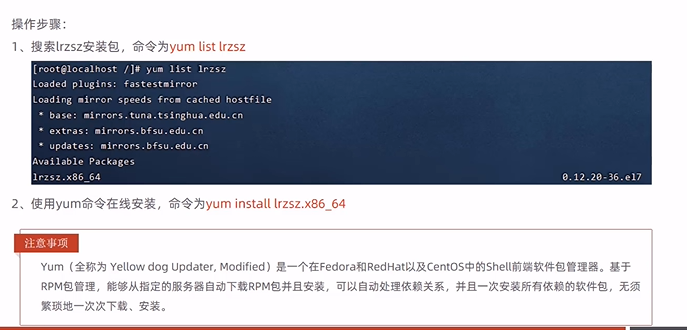 操作步骤：
1、搜索lrzsz安装包，命令为yum list lrzsz
[root@localhost /]# yum list lrzsz
Loaded plugins: fastestmirror
Loading mirror speeds from cached hostfile
* base: mirrors.tuna.tsinghua.edu.cn
* extras: mirrors.bfsu.edu.cn
* updates: mirrors.bfsu.edu.cn
Available Packages
lrzsz.x86_64 0.12.20-36.el7
2、使用yum命令在线安装，命令为yum install lrzsz.x86_64
注意事项
Yum（全称为 Yellow dog Updater, Modified）是一个在Fedora和RedHat以及CentOS中的Shell前端软件包管理器。基于
RPM包管理，能够从指定的服务器自动下载RPM包并且安装，可以自动处理依赖关系，并且一次安装所有依赖的软件包，无须
繁琐地一次次下载、安装。